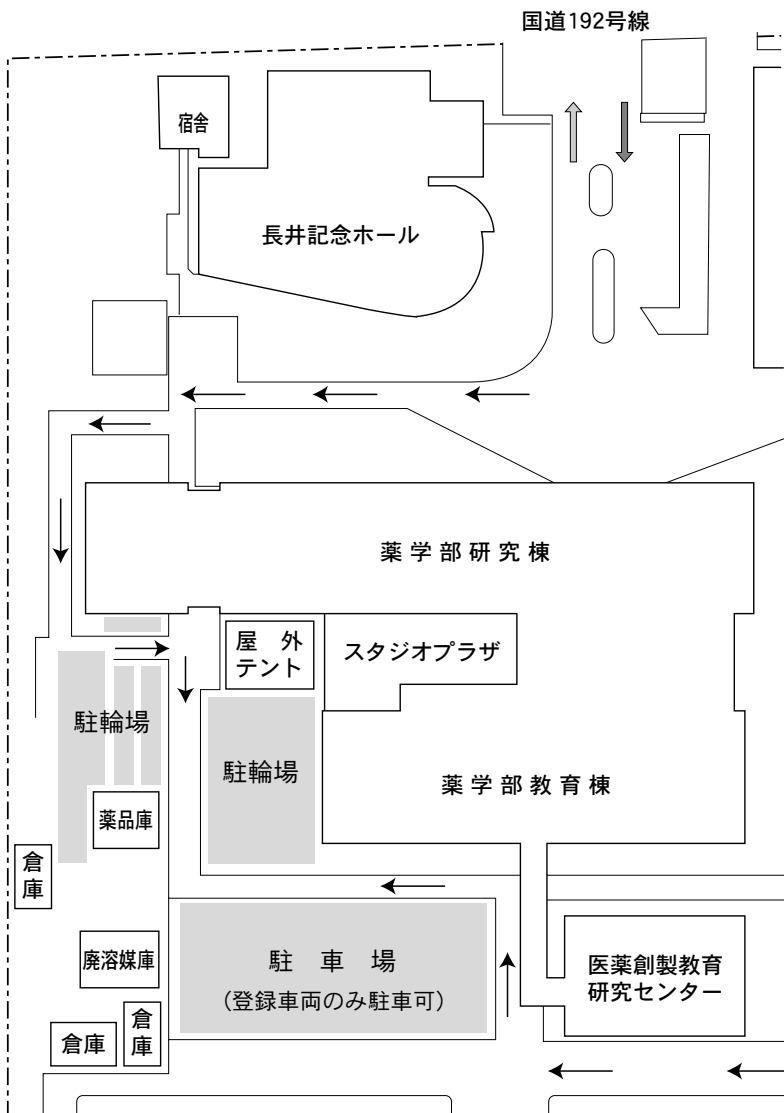 国道192号線
宿舎
長井記念ホール
薬学部研究棟
屋 外
テント
スタジオプラザ
駐輪場
駐輪場
薬学部教育棟
薬品庫
倉
庫
廃溶媒庫
駐 車 場
(登録車両のみ駐車可)
医薬創製教育
研究センター
倉庫
倉
庫